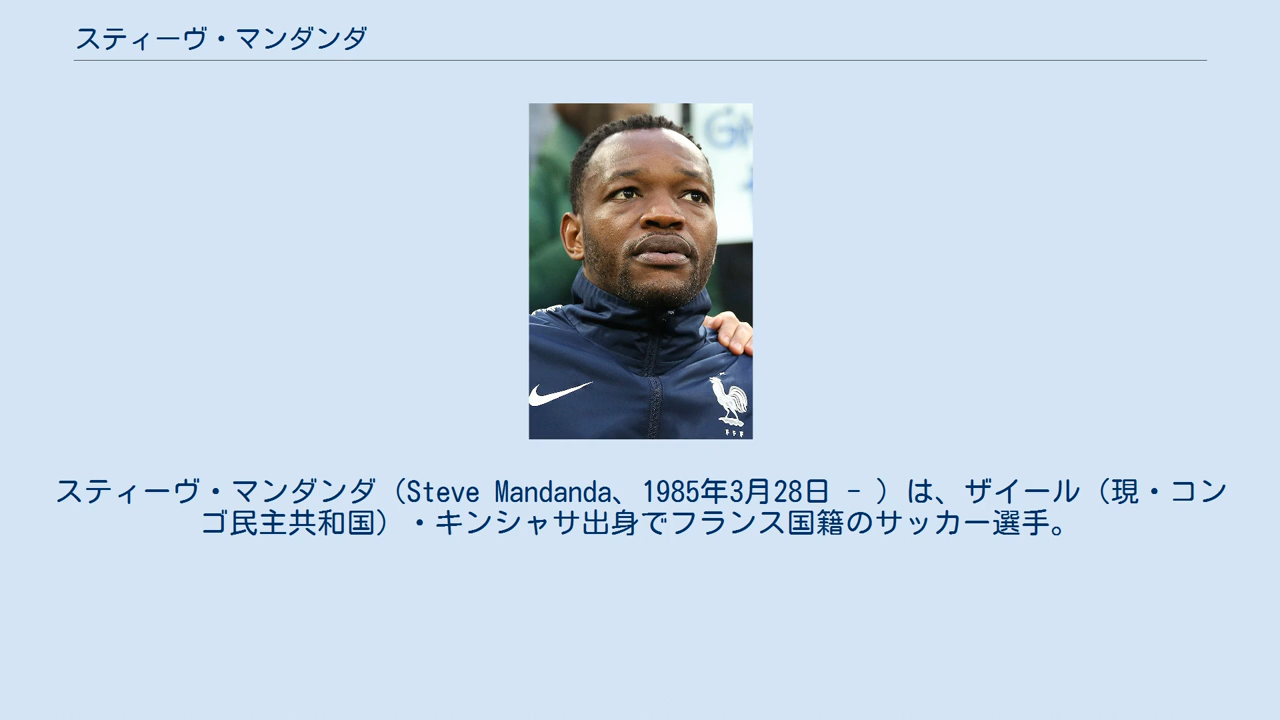 スティーヴ・マンダンダ
GN
FFF
スティーヴ・マンダンダ（Steve Mandanda、1985年3月28日 - ）は、ザイール（現・コン
ゴ民主共和国）・キンシャサ出身でフランス国籍のサッカー選手。